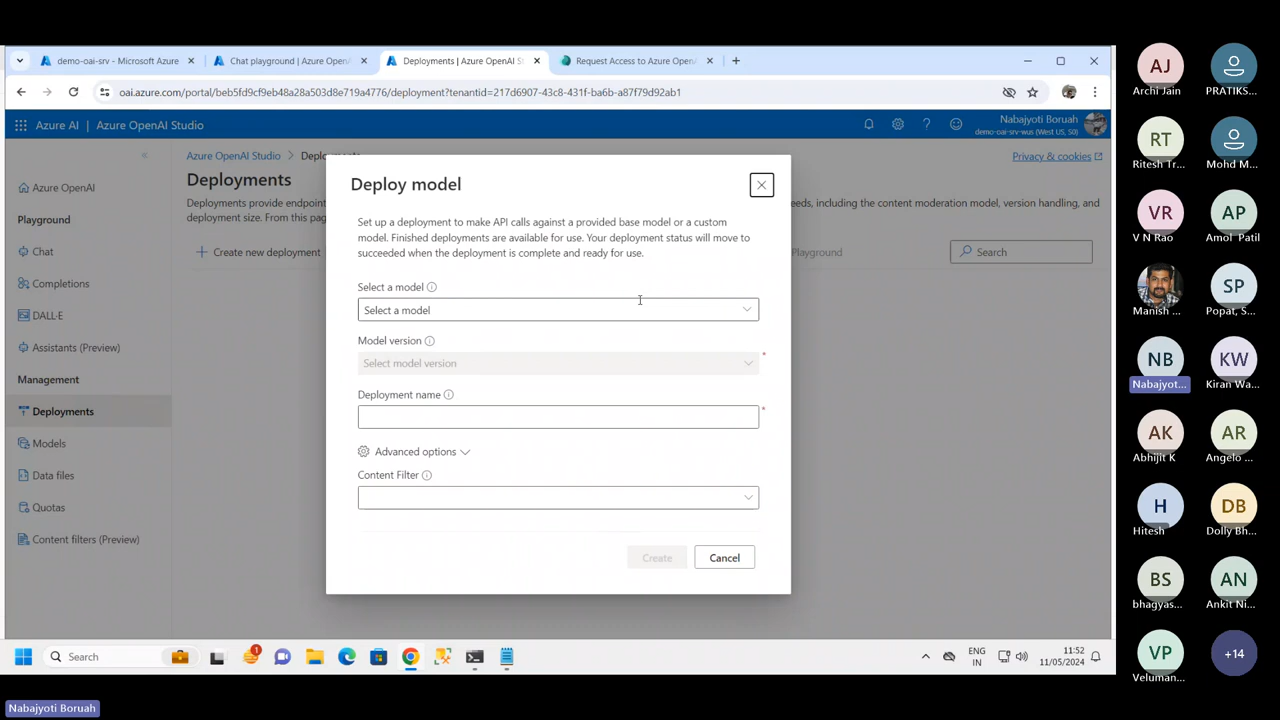 demo-oai-srv - Microsoft Azure
Chat playground | Azure OpenAI
Deployments | Azure OpenAI St
Request Access to Azure OpenA
oai.azure.com/portal/beb5fd9cf9eb48a28a503d8e719a4776/deployment?tenantid=217d6907-43c8-431f-ba6b-a87f79d92ab1
Azure AI | Azure OpenAI Studio
Nabajyoti Boruah
demo-oai-srv-wus (West US, S0)
Azure OpenAI Studio > Deployments
Privacy & cookies
Deployments
Deployments provide endpoint
eeds, including the content moderation model, version handling, and
deployment size. From this pag
Create new deployment
Playground
Search
Azure OpenAI
Playground
Chat
Completions
DALL·E
Assistants (Preview)
Management
Deployments
Models
Data files
Quotas
Content filters (Preview)
Deploy model
Set up a deployment to make API calls against a provided base model or a custom
model. Finished deployments are available for use. Your deployment status will move to
succeeded when the deployment is complete and ready for use.
Select a model
Select a model
Model version
Select model version *
Deployment name
*
Advanced options
Content Filter
Create
Cancel
Search
1
ENG
IN
11:52
11/05/2024
AJ
Archi Jain
PRATIKS...
RT
Ritesh Tr...
Mohd M...
VR
V N Rao
AP
Amol Patil
Manish ...
SP
Popat, S...
NB
Nabajyot...
KW
Kiran Wa...
AK
Abhijit K
AR
Angelo ...
H
Hitesh
DB
Dolly Bh...
BS
bhagyas...
AN
Ankit Ni...
VP
Veluman...
+14
Nabajyoti Boruah